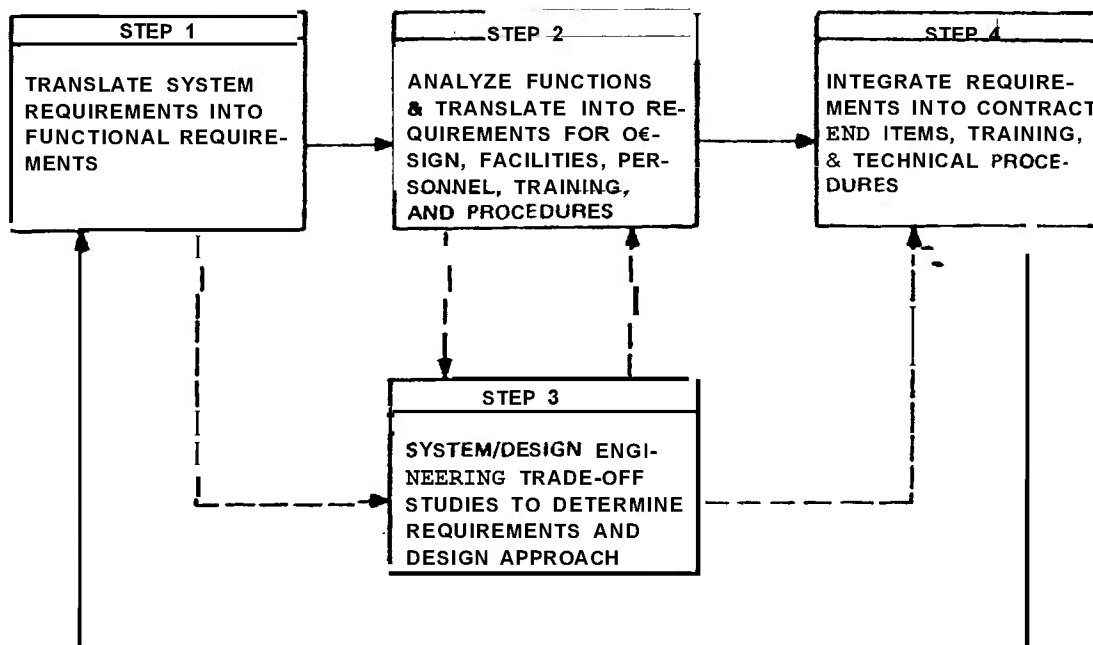 STEP 1
TRANSLATE SYSTEM
REQUIREMENTS INTO
FUNCTIONAL REQUIRE-
MENTS
STEP 2
ANALYZE FUNCTIONS
& TRANSLATE INTO RE-
QUIREMENTS FOR O€-
SIGN, FACILITIES, PER-
SONNEL, TRAINING,
AND PROCEDURES
STEP 3
SYSTEM/DESIGN ENGI-
NEERING TRADE-OFF
STUDIES TO DETERMINE
REQUIREMENTS AND
DESIGN APPROACH
STEP 4
INTEGRATE REQUIRE-
MENTS INTO CONTRACT
END ITEMS, TRAINING,
& TECHNICAL PROCE-
DURES